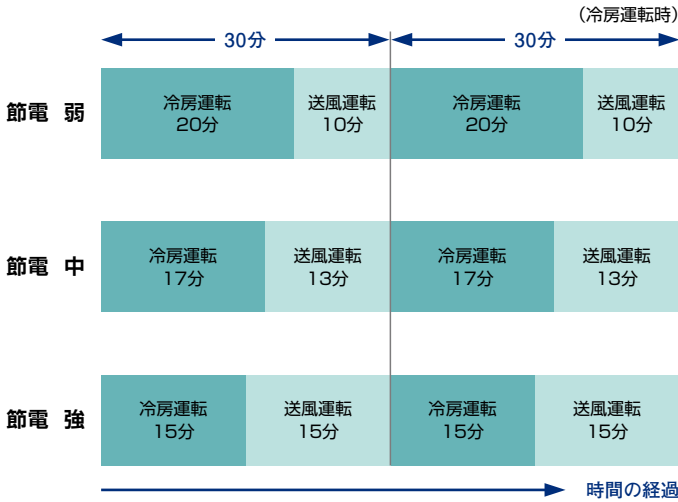 (冷房運転時)
30分 30分
冷房運転 送風運転 冷房運転 送風運転
節電 弱
20分 10分 20分 10分
冷房運転 送風運転 冷房運転 送風運転
節電 中
17分 13分 17分 13分
冷房運転 送風運転 冷房運転 送風運転
節電 強
15分 15分 15分 15分
時間の経過